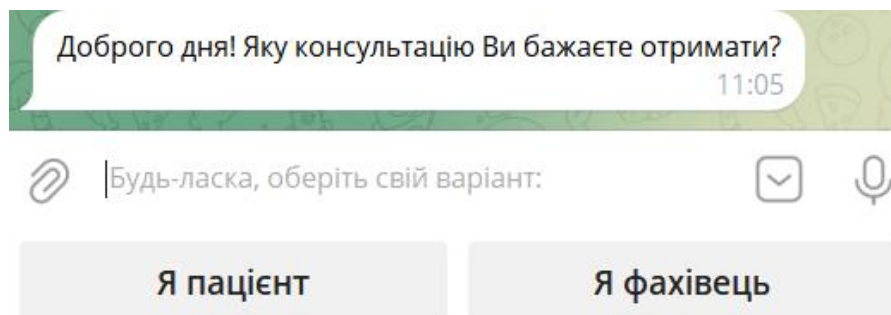 Доброго дня! Яку консультацію Ви бажаєте отримати?
11:05
Будь-ласка, оберіть свій варіант:
Я пацієнт
Я фахівець